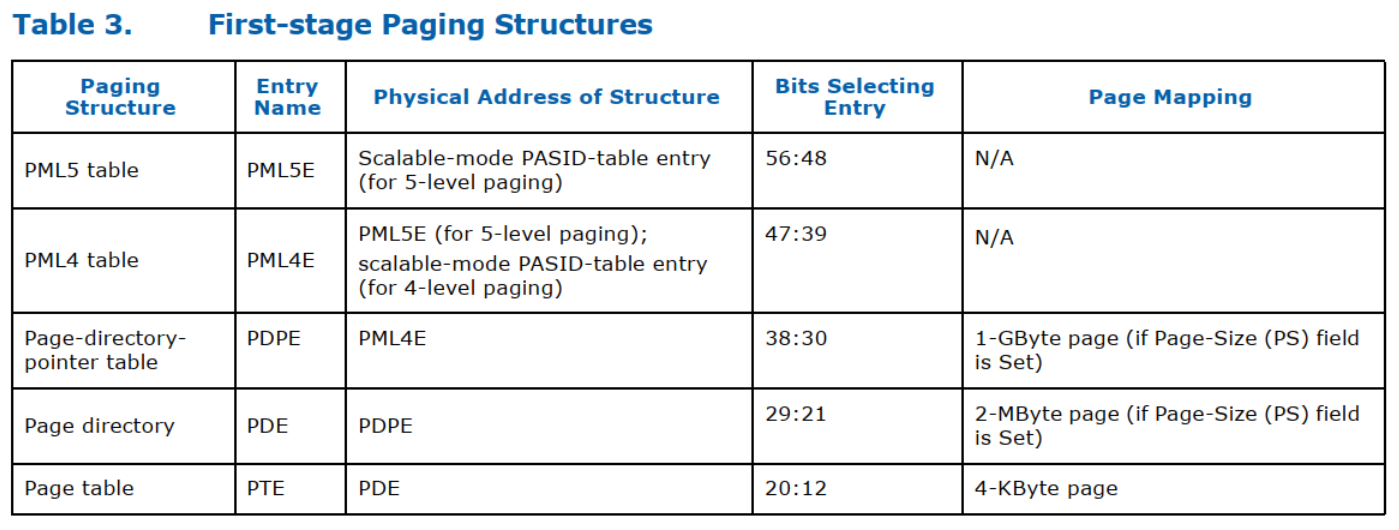 Table 3. First-stage Paging Structures
Paging Structure | Entry Name | Physical Address of Structure | Bits Selecting Entry | Page Mapping
PML5 table | PML5E | Scalable-mode PASID-table entry (for 5-level paging) | 56:48 | N/A
PML4 table | PML4E | PML5E (for 5-level paging); scalable-mode PASID-table entry (for 4-level paging) | 47:39 | N/A
Page-directory-pointer table | PDPE | PML4E | 38:30 | 1-GByte page (if Page-Size (PS) field is Set)
Page directory | PDE | PDPE | 29:21 | 2-MByte page (if Page-Size (PS) field is Set)
Page table | PTE | PDE | 20:12 | 4-KByte page